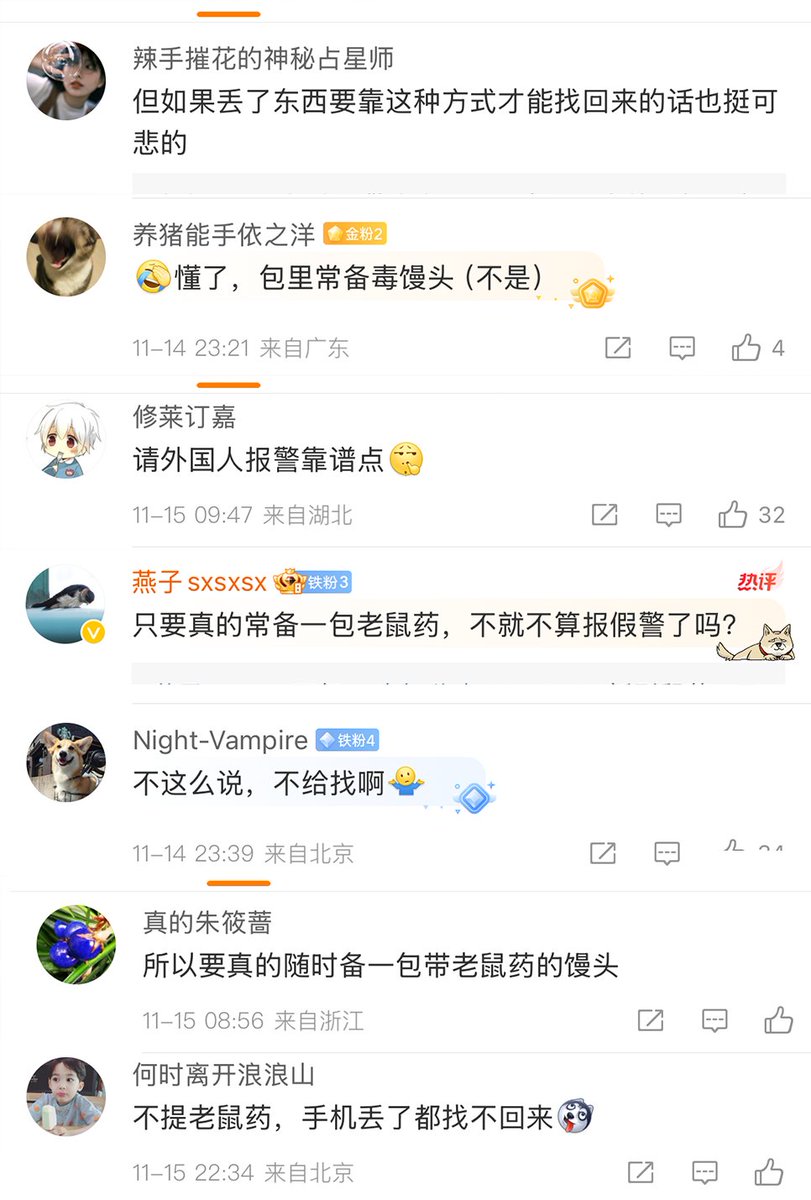 辣手摧花的神秘占星师
但如果丢了东西要靠这种方式才能找回来的话也挺可
悲的
养猪能手依之洋 金粉2
懂了，包里常备毒馒头（不是）
11-14 23:21 来自广东 4
修莱订嘉
请外国人报警靠谱点
11-15 09:47 来自湖北 32
燕子sxsxsx 铁粉3 热评
只要真的常备一包老鼠药，不就不算报假警了吗？
Night-Vampire 铁粉4
不这么说，不给找啊
11-14 23:39 来自北京
真的朱筱蔷
所以要真的随时备一包带老鼠药的馒头
11-15 08:56 来自浙江
何时离开浪浪山
不提老鼠药，手机丢了都找不回来
11-15 22:34 来自北京